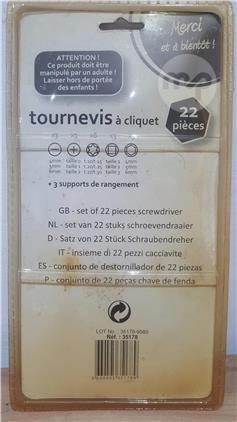 Merci
et à bientôt !
ATTENTION !
Ce produit doit être
manipulé par un adulte !
Laisser hors de portée
des enfants !
tournevis à cliquet
22
pièces
+ 3 supports de rangement
GB - set of 22 pieces screwdriver
NL - set van 22 stuks schroevendraaier
D - Satz von 22 Stück Schraubendreher
IT - insieme di 22 pezzi cacciavite
ES - conjunto de destornillador de 22 piezas
P - conjunto de 22 peças chave de fenda
LOT No : 35178-9580
Réf. : 35178